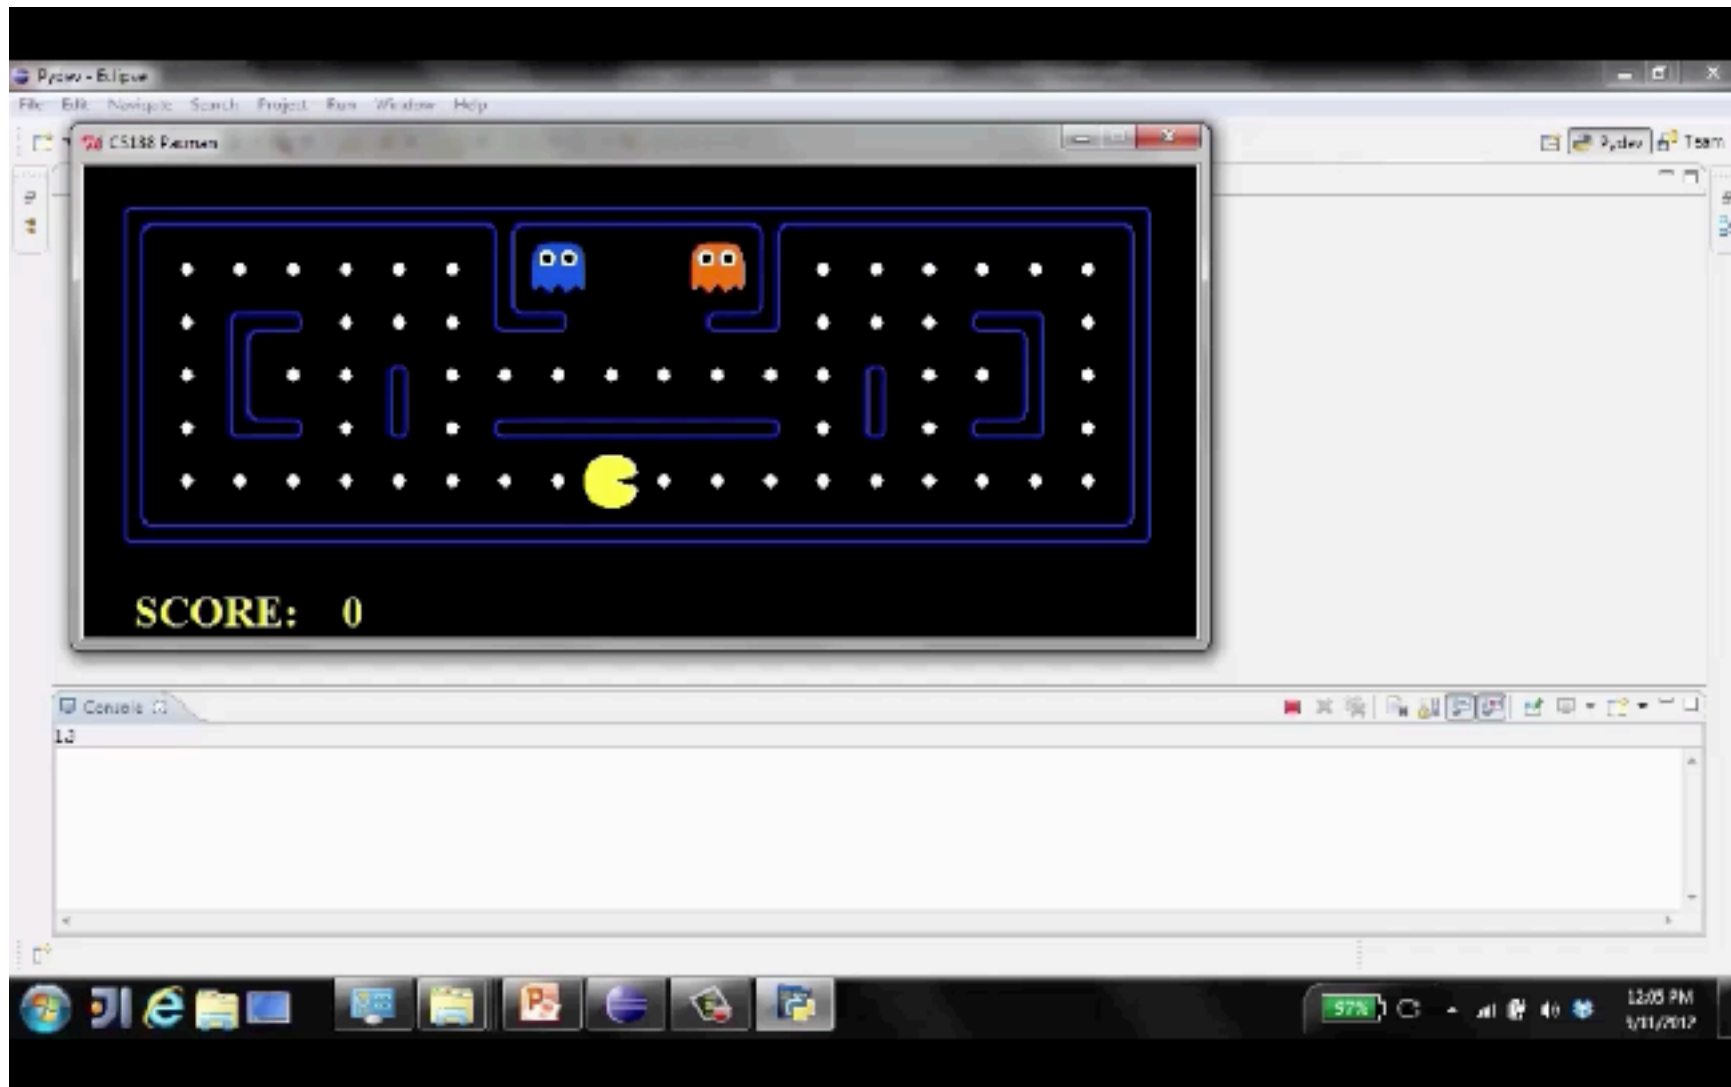 Pydev - Eclipse
File Edit Navigate Search Project Run Window Help
CS188 Pacman
Pydev Team
SCORE: 0
Console
97%
12:05 PM